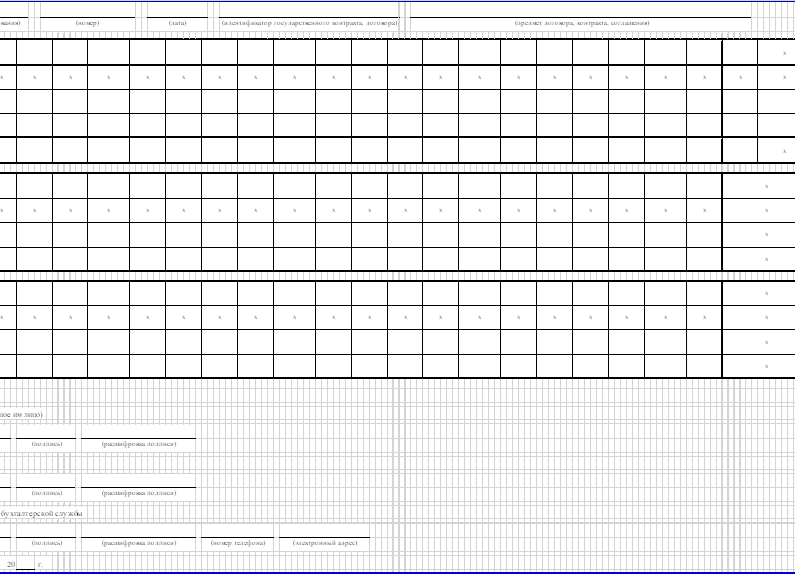 вания) (номер) (дата) (идентификатор государственного контракта, договора) (предмет договора, контракта, соглашения)
x
x x x x x x x x x x x x x x x x x x x x x x
x
x
x x x x x x x x x x x x x x x x x x x x x
x
x
x
x x x x x x x x x x x x x x x x x x x x x
x
x
ное им лицо)
(подпись) (расшифровка подписи)
(подпись) (расшифровка подписи)
бухгалтерской службы
(подпись) (расшифровка подписи) (номер телефона) (электронный адрес)
20 г.